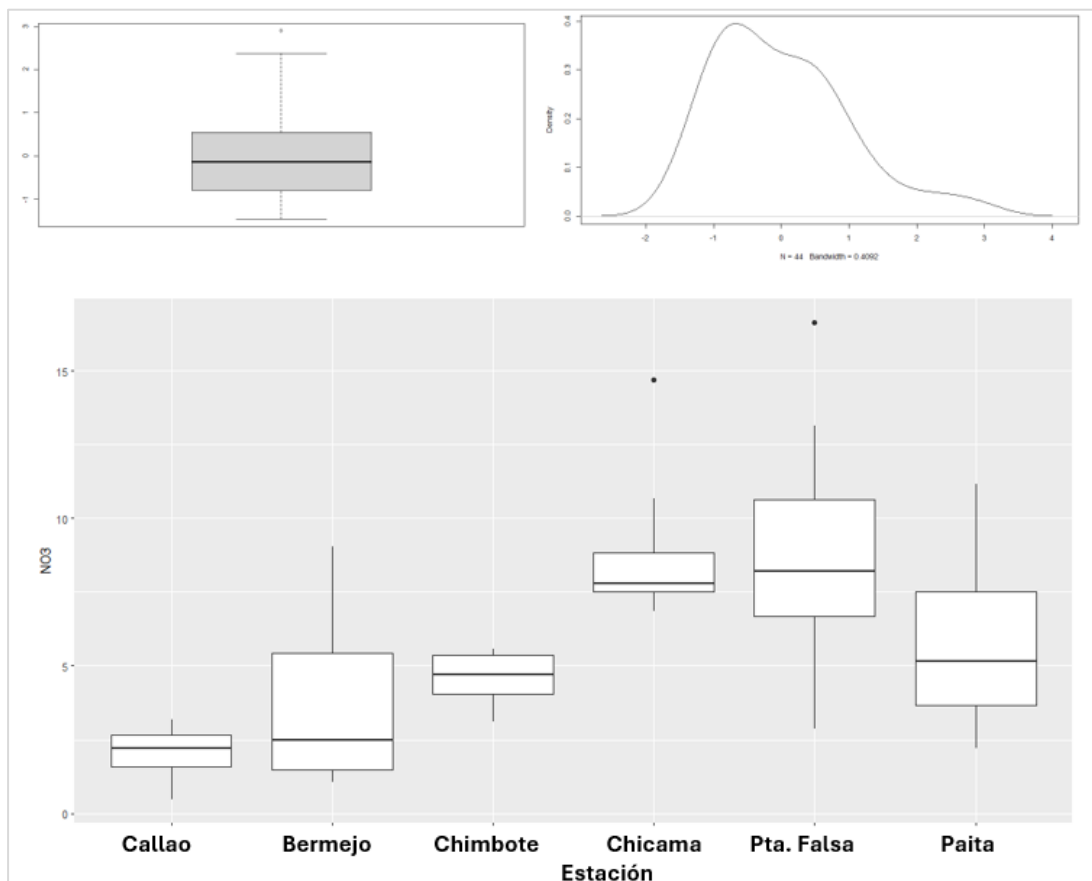 3
2
1
0
-1
0.4
0.3
0.2
0.1
0.0
Density
-2 -1 0 1 2 3 4
N = 44 Bandwidth = 0.4092
15
10
5
0
NO3
Callao Bermejo Chimbote Chicama Pta. Falsa Paita
Estación